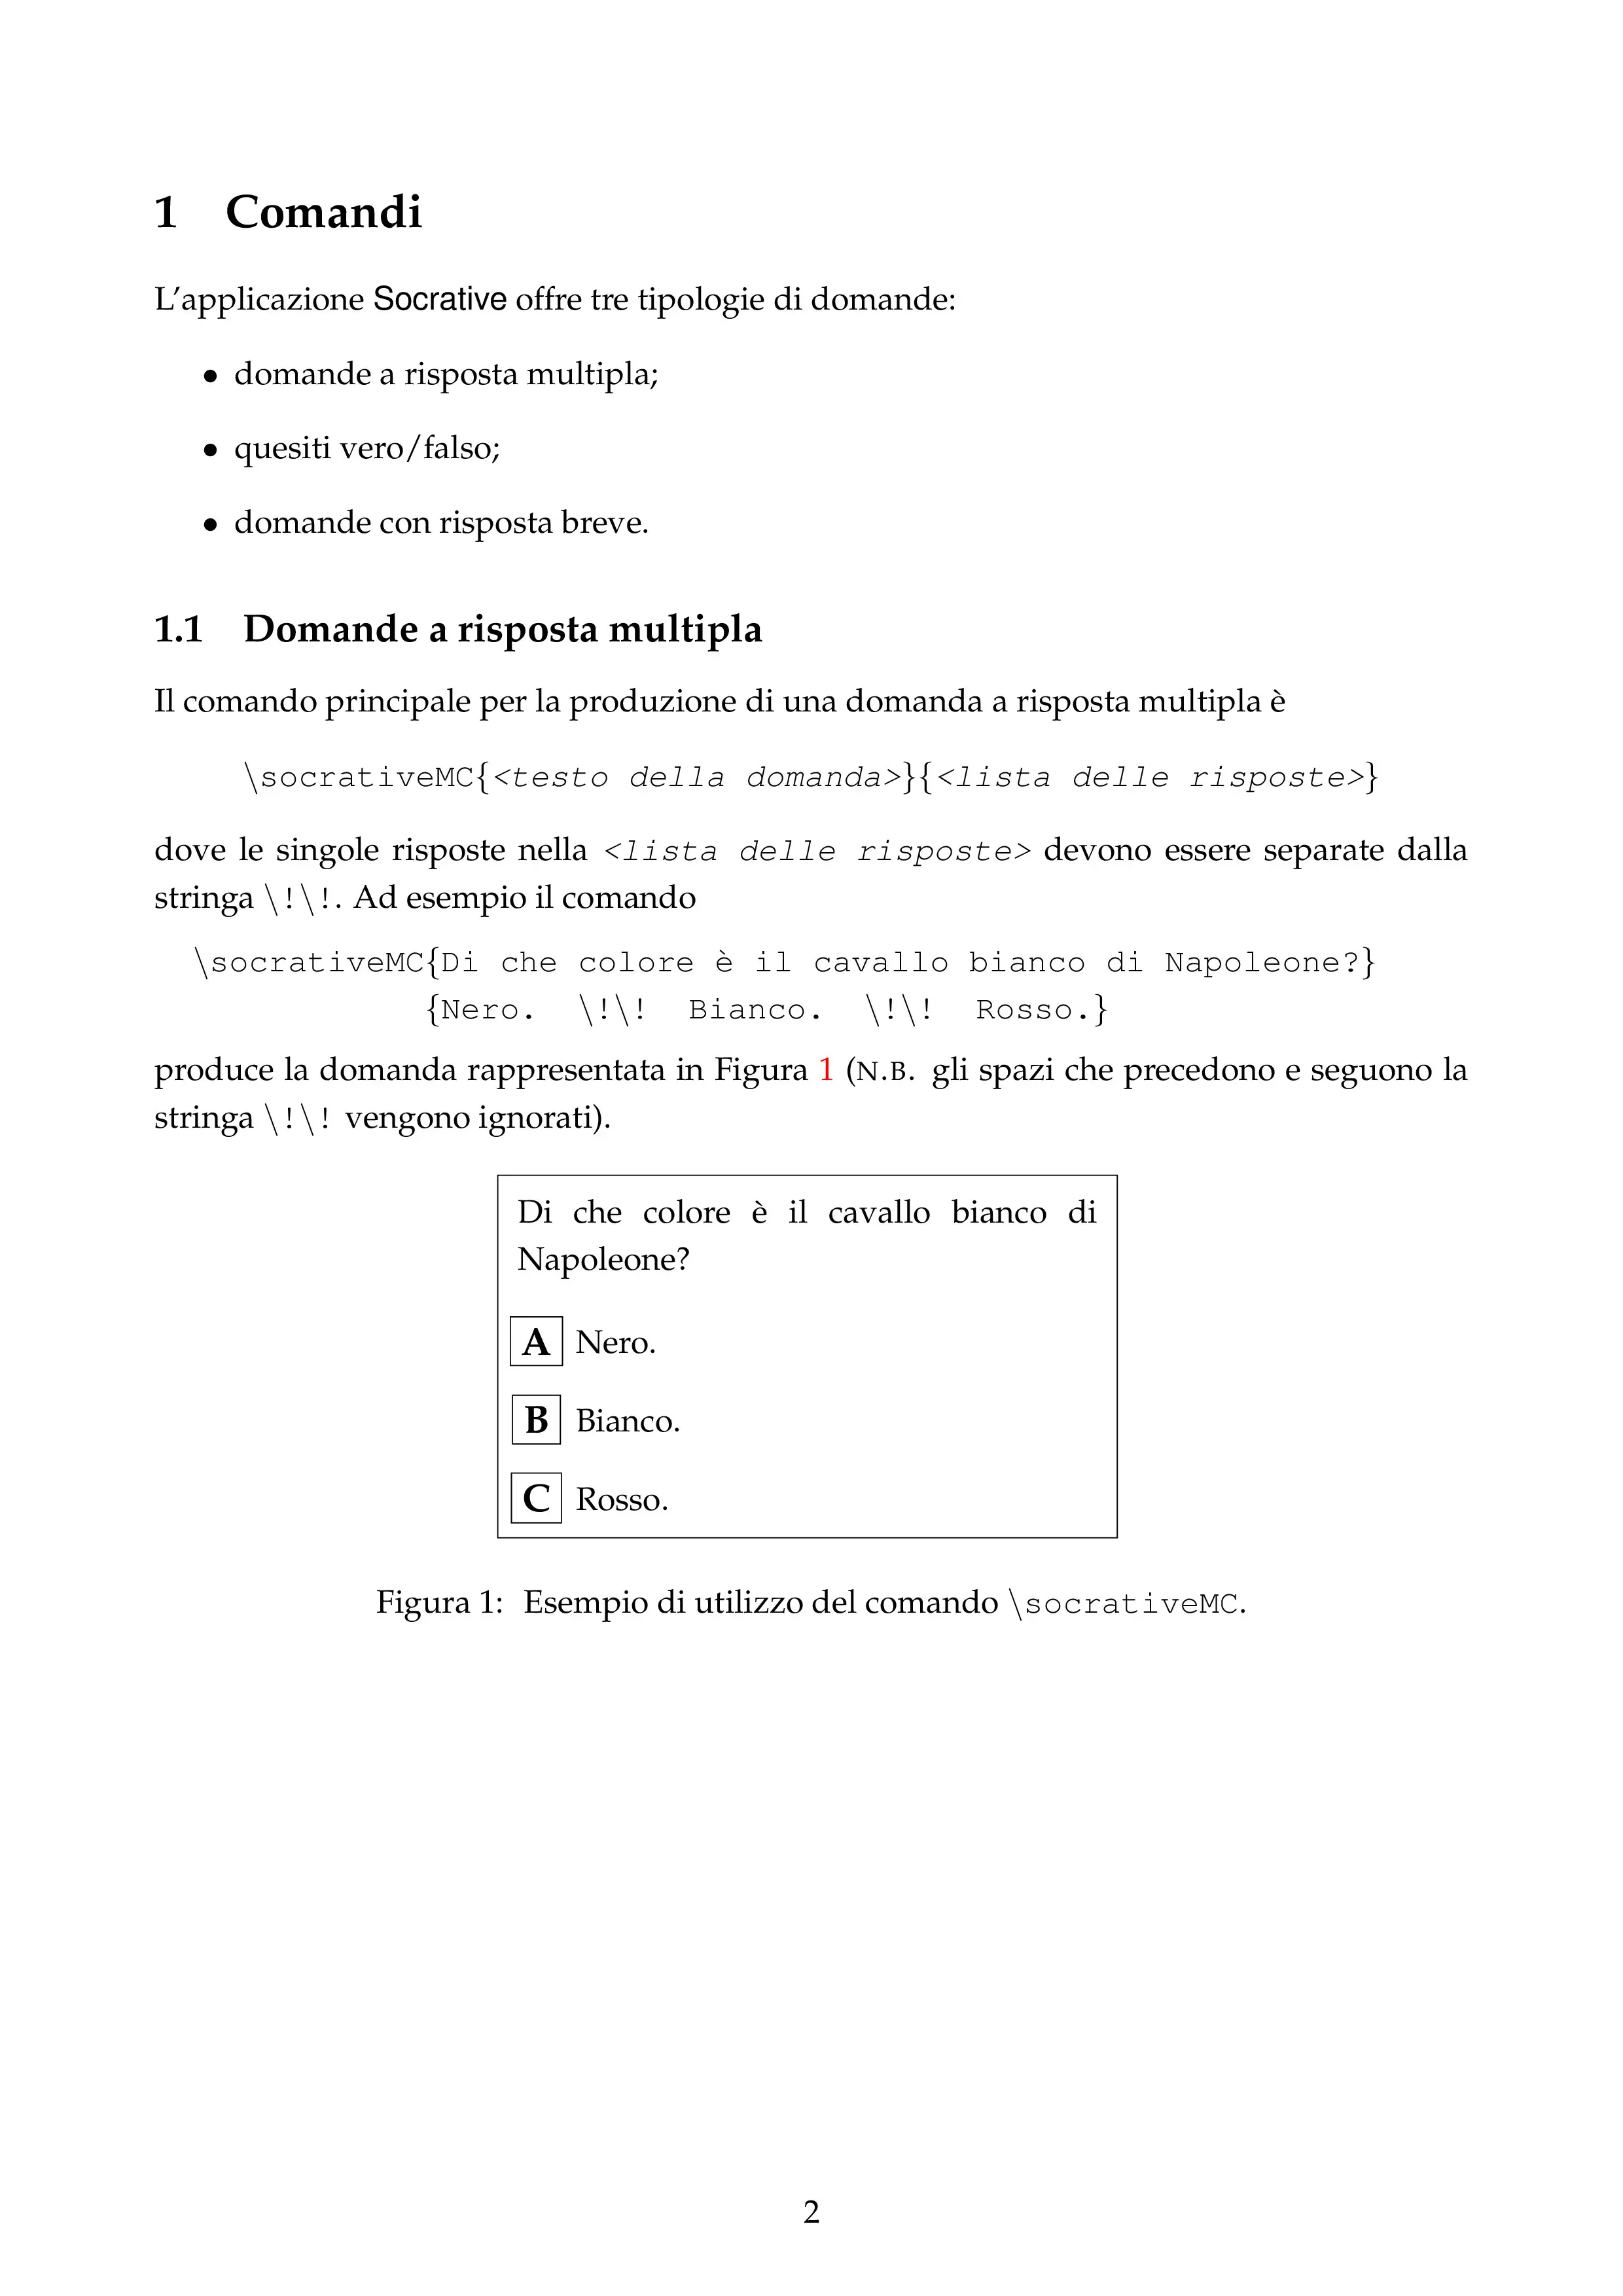 1 Comandi
L’applicazione Socrative offre tre tipologie di domande:
• domande a risposta multipla;
• quesiti vero/falso;
• domande con risposta breve.
1.1 Domande a risposta multipla
Il comando principale per la produzione di una domanda a risposta multipla è
\socrativeMC{<testo della domanda>}{<lista delle risposte>}
dove le singole risposte nella <lista delle risposte> devono essere separate dalla
stringa \!\!. Ad esempio il comando
\socrativeMC{Di che colore è il cavallo bianco di Napoleone?}
{Nero. \!\! Bianco. \!\! Rosso.}
produce la domanda rappresentata in Figura 1 (N.B. gli spazi che precedono e seguono la
stringa \!\! vengono ignorati).
Di che colore è il cavallo bianco di
Napoleone?
A Nero.
B Bianco.
C Rosso.
Figura 1: Esempio di utilizzo del comando \socrativeMC.
2